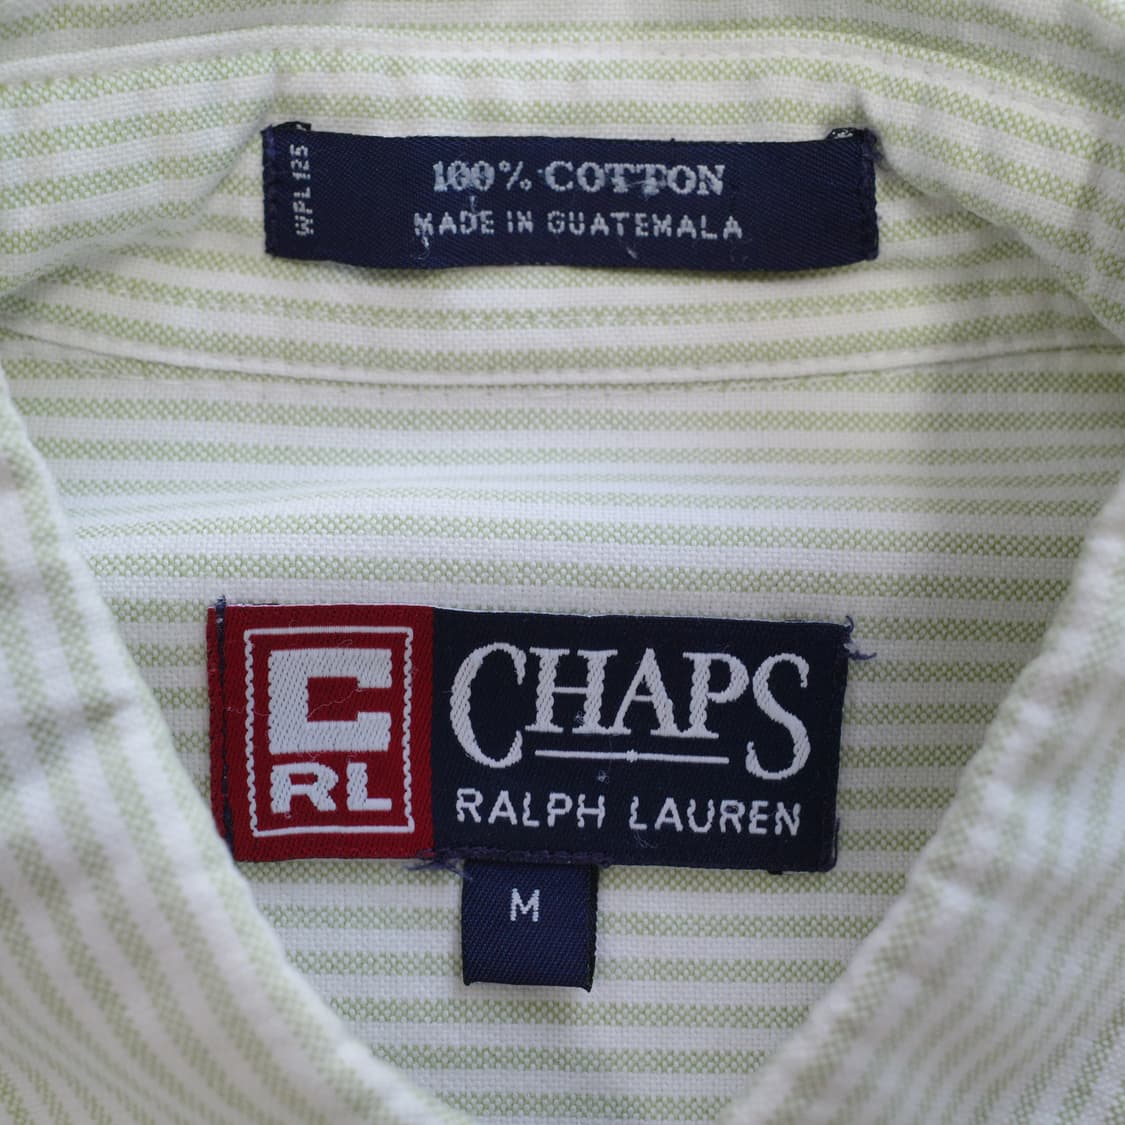 WPL 125
100% COTTON
MADE IN GUATEMALA
C
RL
CHAPS
RALPH LAUREN
M